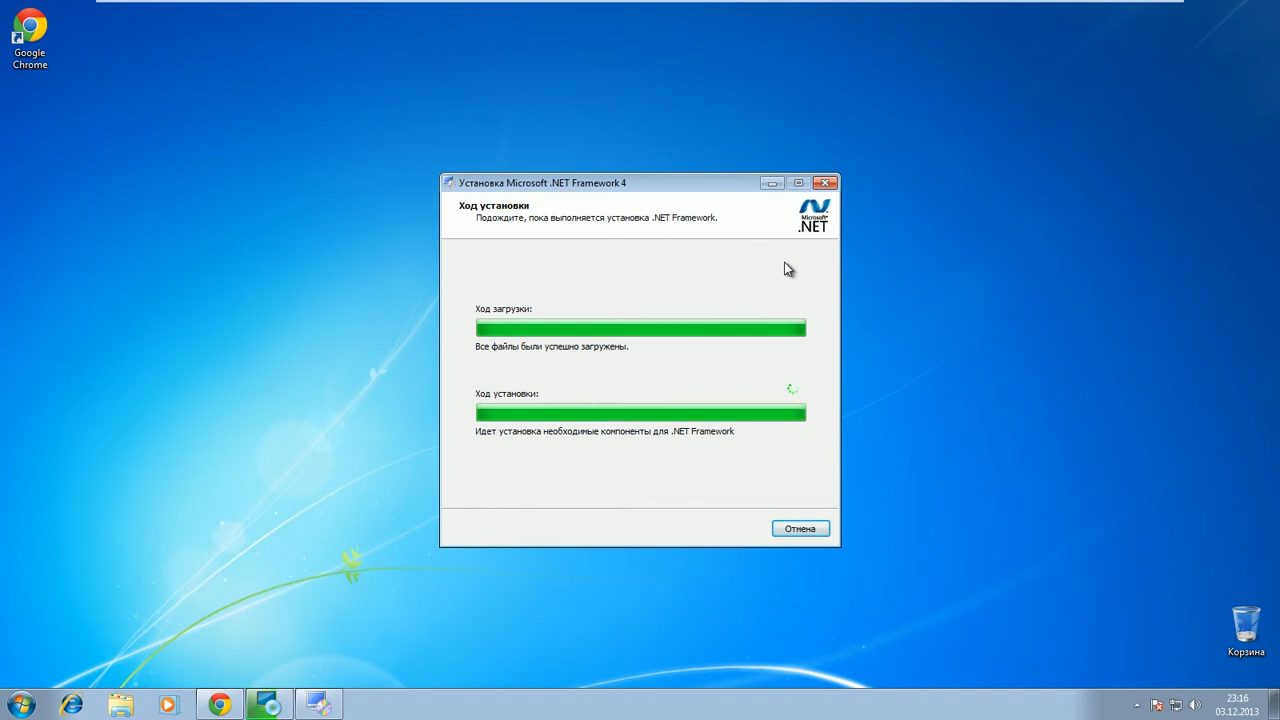 Google
Chrome
Установка Microsoft .NET Framework 4
Ход установки
Подождите, пока выполняется установка .NET Framework.
Microsoft
.NET
Ход загрузки:
Все файлы были успешно загружены.
Ход установки:
Идет установка необходимые компоненты для .NET Framework
Отмена
Корзина
23:16
03.12.2013